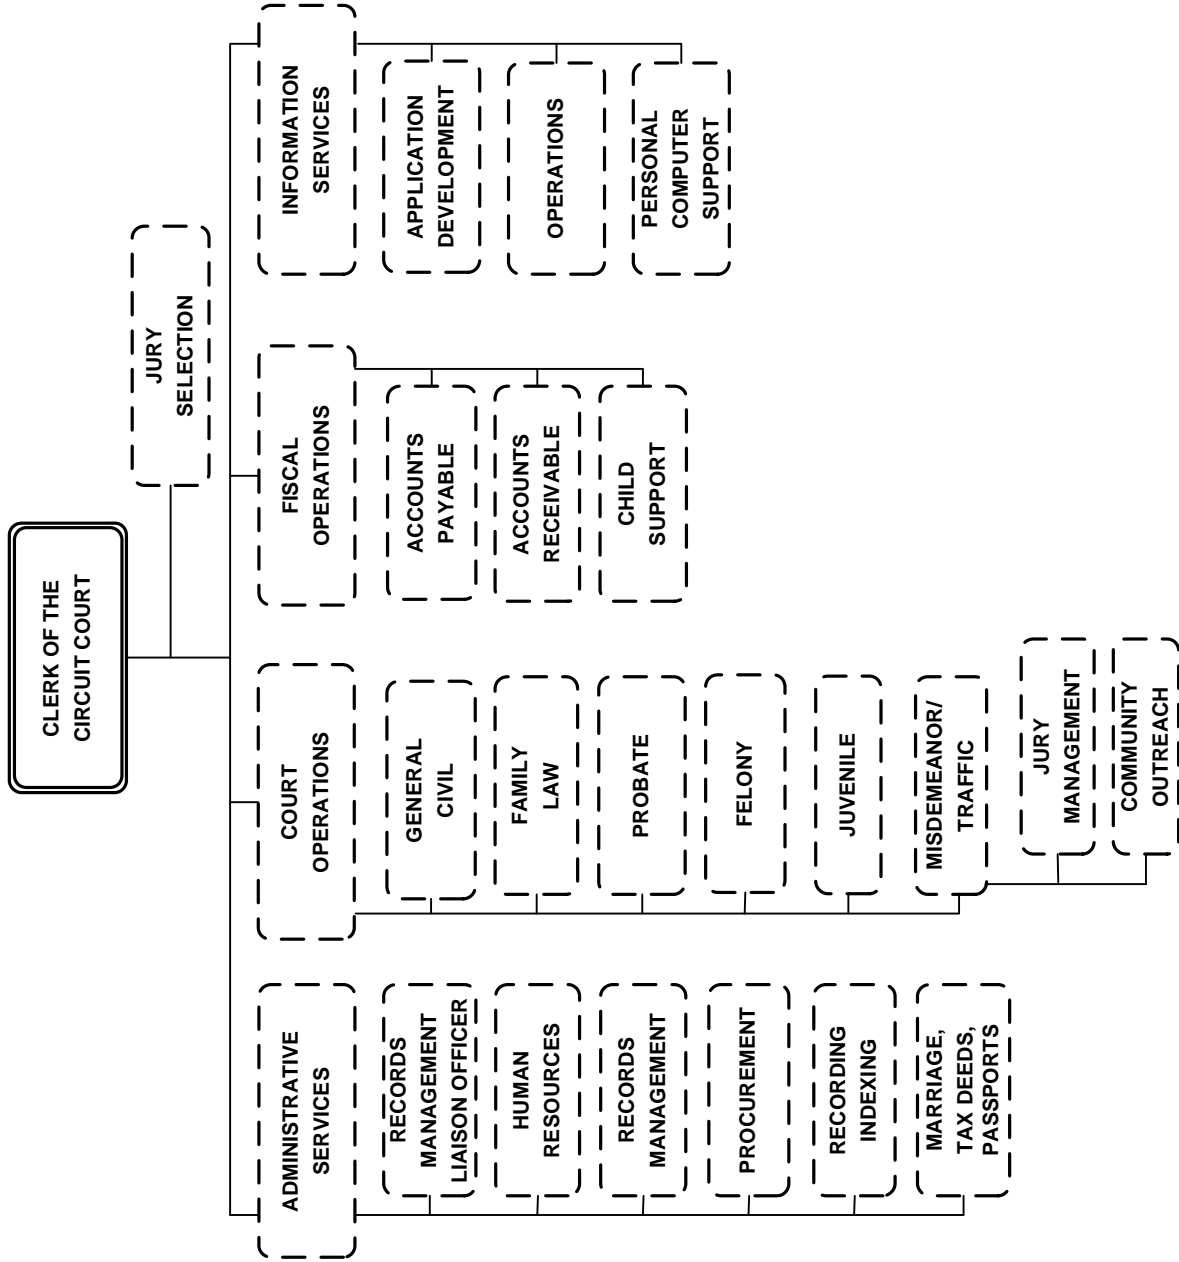 CLERK OF THE
CIRCUIT COURT
JURY
SELECTION
ADMINISTRATIVE
SERVICES
RECORDS
MANAGEMENT
LIAISON OFFICER
HUMAN
RESOURCES
RECORDS
MANAGEMENT
PROCUREMENT
RECORDING
INDEXING
MARRIAGE,
TAX DEEDS,
PASSPORTS
COURT
OPERATIONS
GENERAL
CIVIL
FAMILY
LAW
PROBATE
FELONY
JUVENILE
MISDEMEANOR/
TRAFFIC
JURY
MANAGEMENT
COMMUNITY
OUTREACH
FISCAL
OPERATIONS
ACCOUNTS
PAYABLE
ACCOUNTS
RECEIVABLE
CHILD
SUPPORT
INFORMATION
SERVICES
APPLICATION
DEVELOPMENT
OPERATIONS
PERSONAL
COMPUTER
SUPPORT